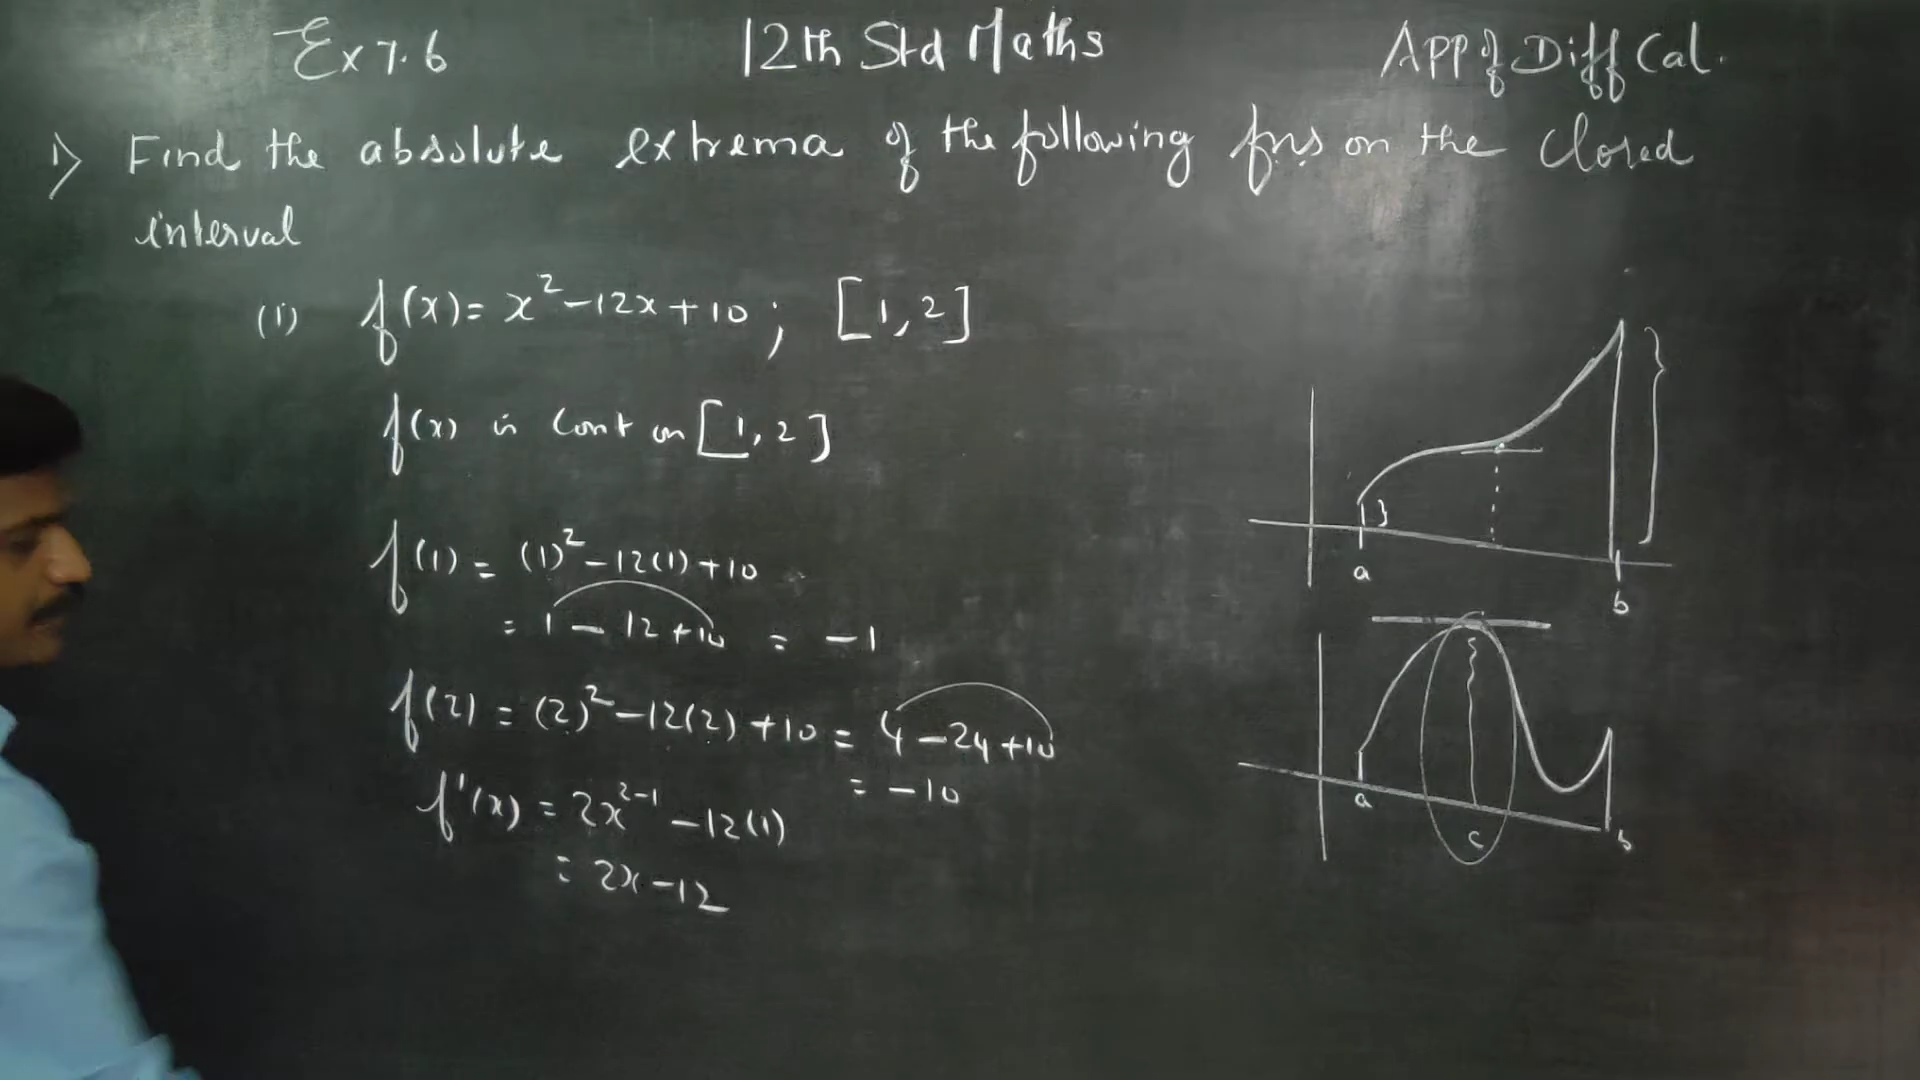 Ex 7.6 12th Std Maths APP of Diff Cal.
1) Find the absolute extrema of the following fns on the closed
interval
(i) f(x) = x² - 12x + 10 ; [1, 2]
f(x) is Cont on [1, 2]
f(1) = (1)² - 12(1) + 10
= 1 - 12 + 10 = -1
f(2) = (2)² - 12(2) + 10 = 4 - 24 + 10
= -10
f'(x) = 2x²⁻¹ - 12(1)
= 2x - 12
a
b
a
c
b